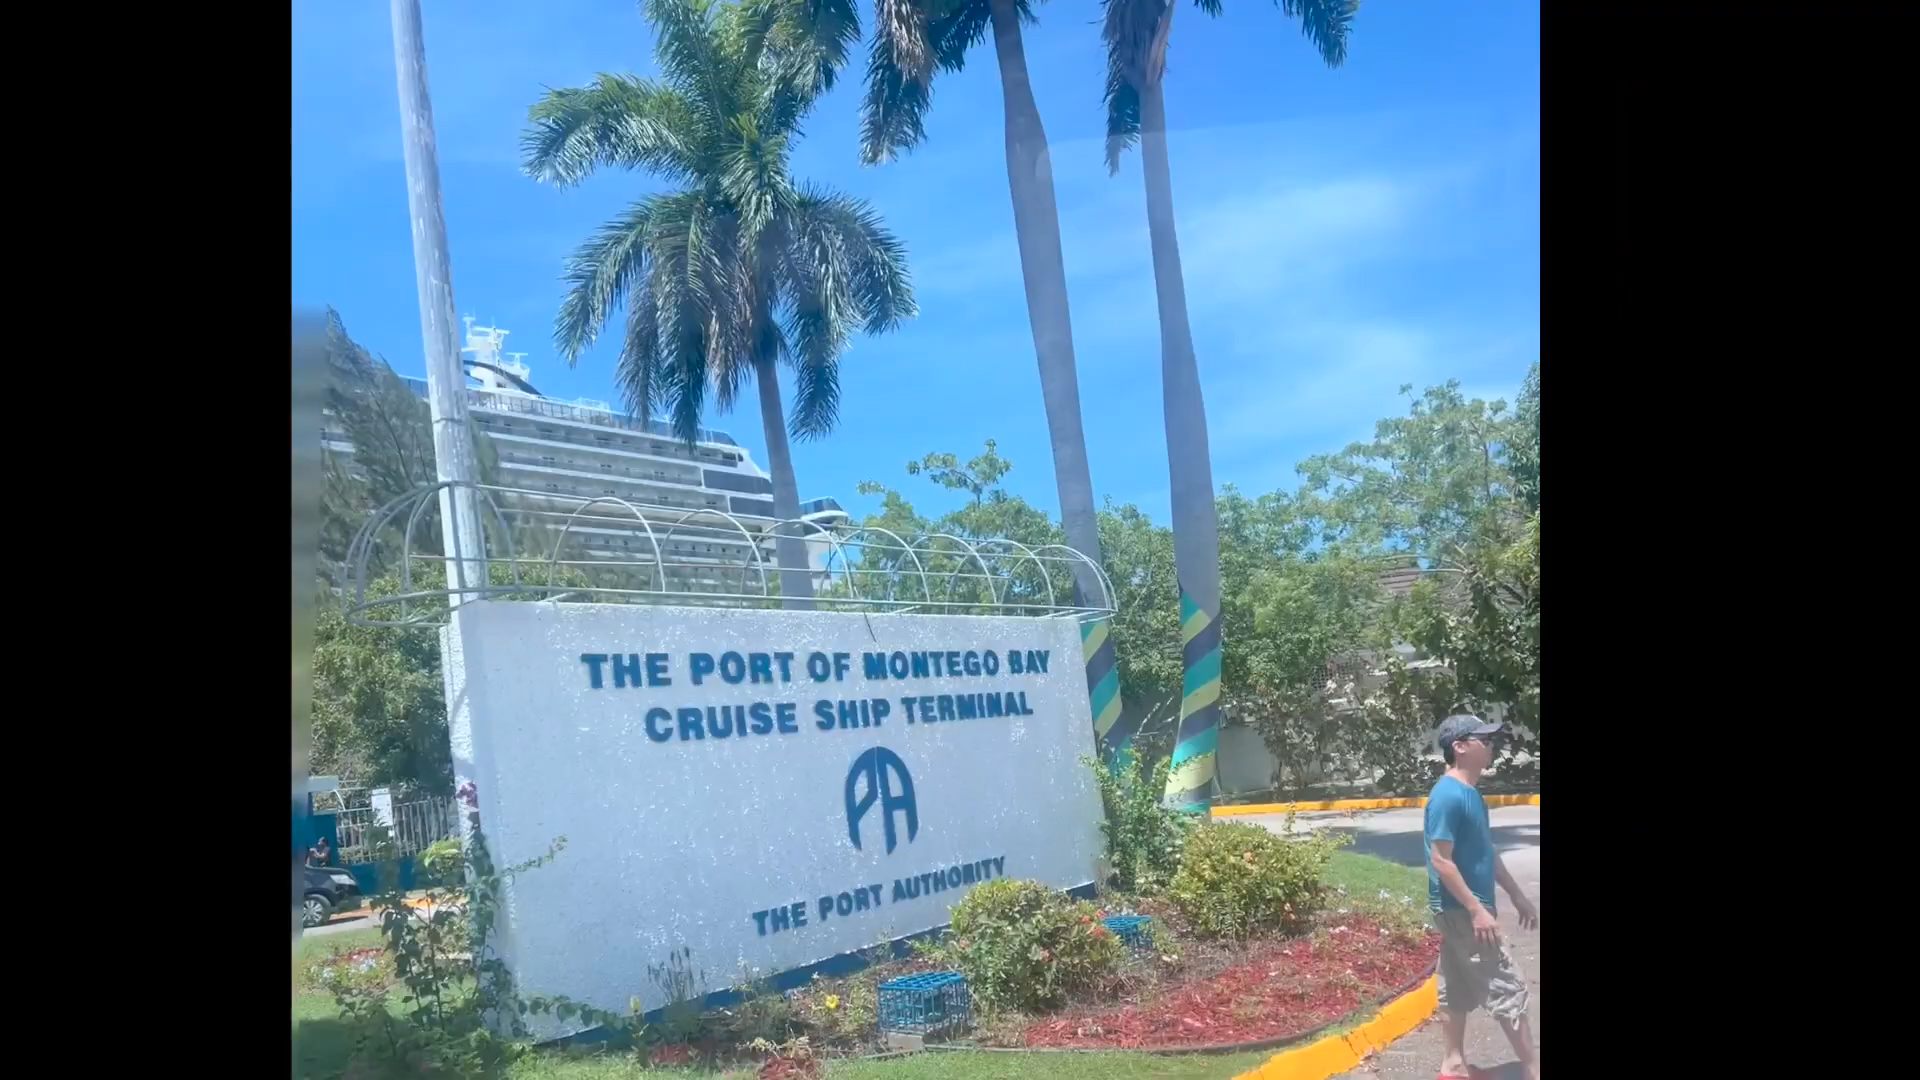 THE PORT OF MONTEGO BAY
CRUISE SHIP TERMINAL
PA
THE PORT AUTHORITY